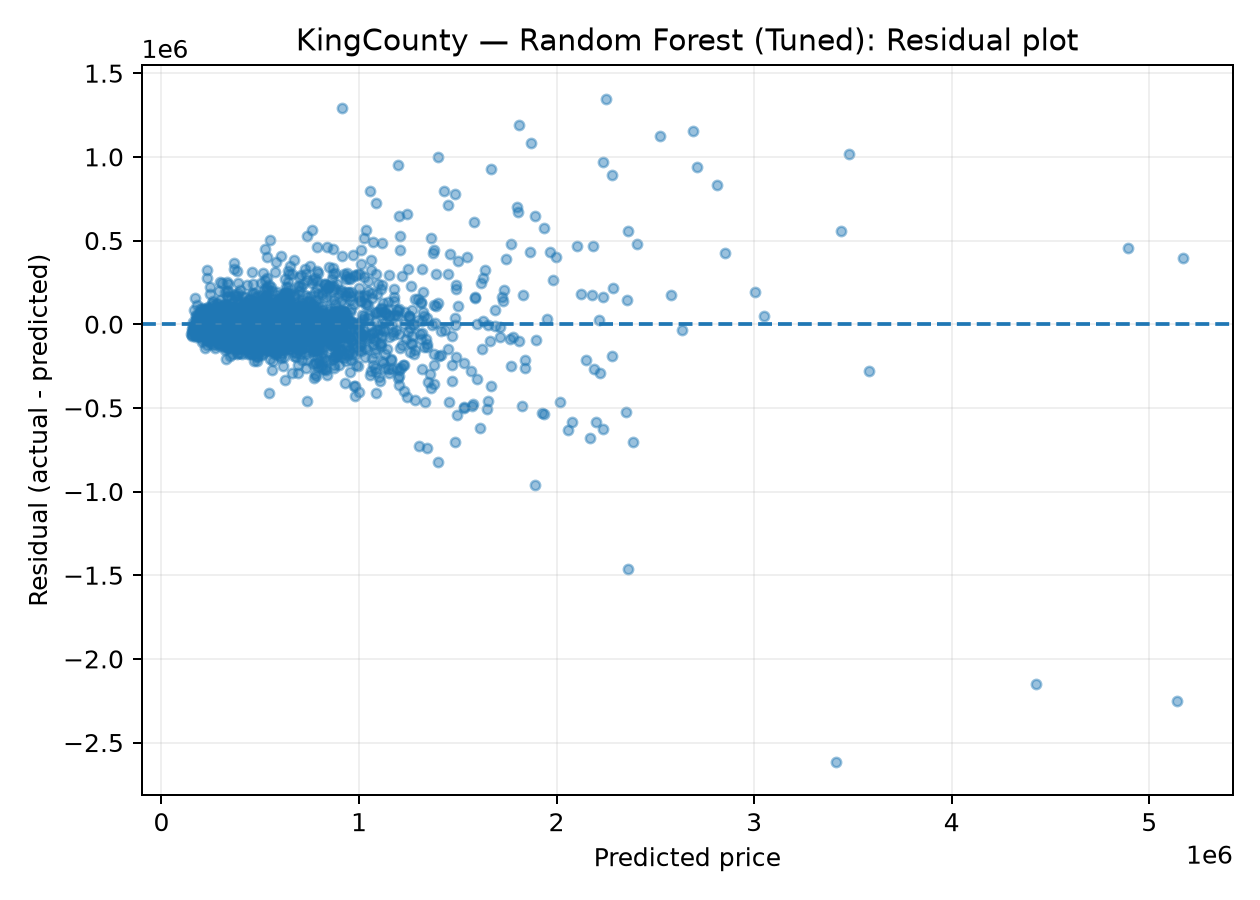 KingCounty — Random Forest (Tuned): Residual plot
1e6
1.5
1.0
0.5
0.0
−0.5
−1.0
−1.5
−2.0
−2.5
Residual (actual - predicted)
0 1 2 3 4 5
1e6
Predicted price